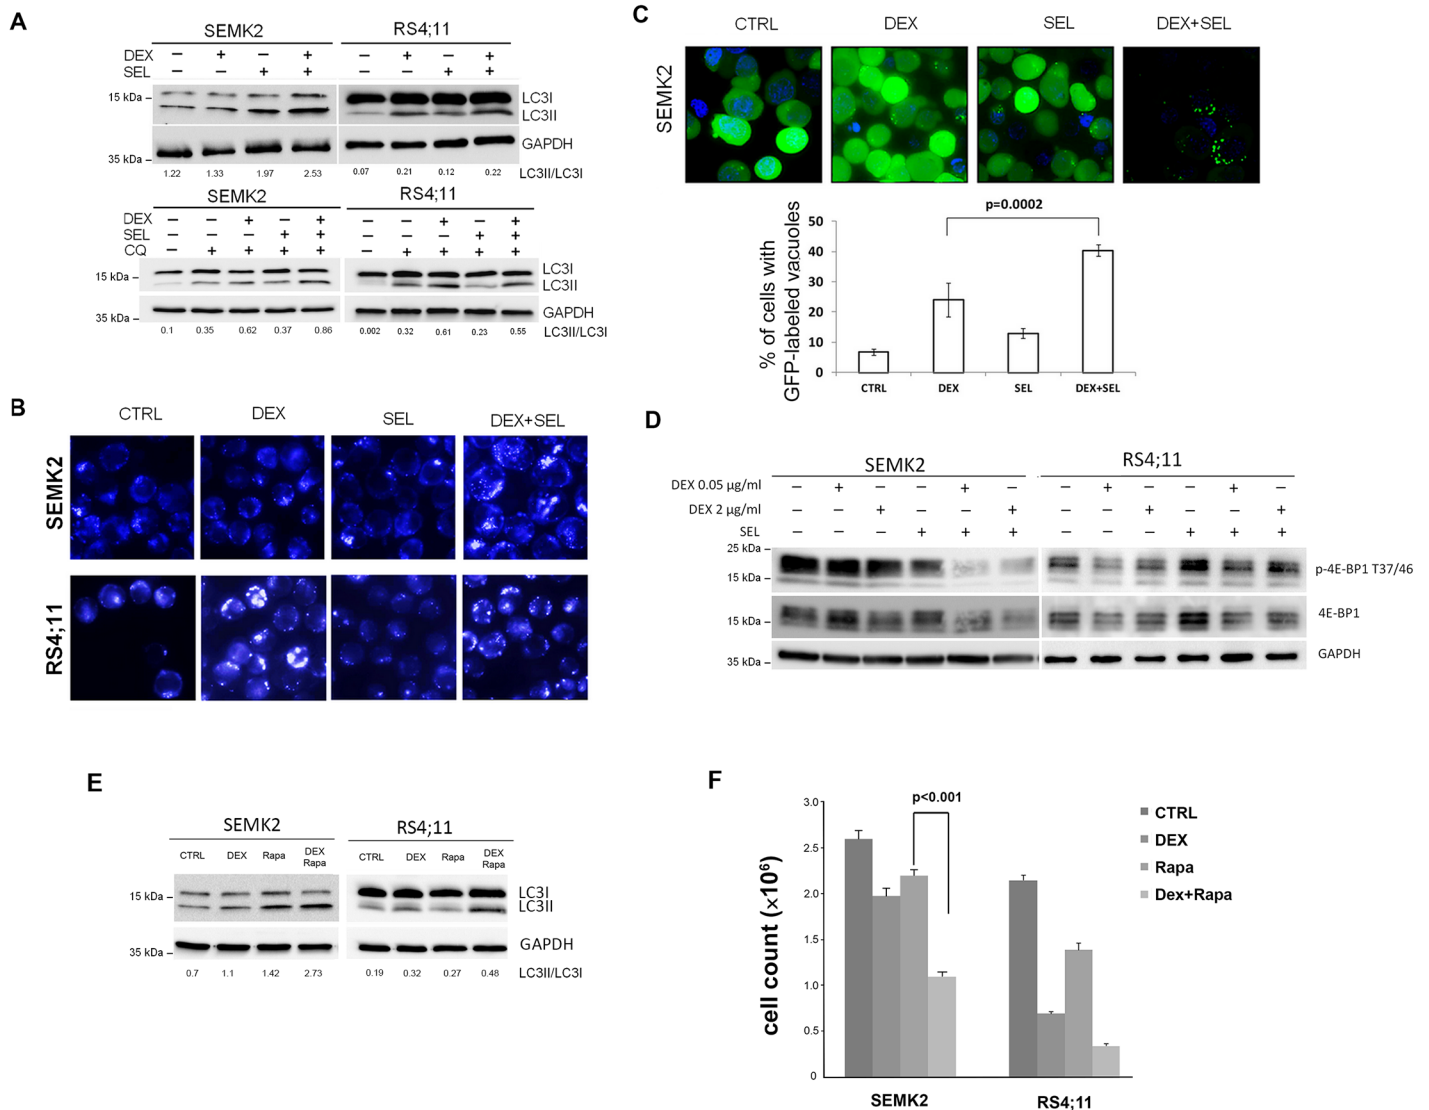 A
SEMK2 RS4;11
DEX – + – + – + – +
SEL – – + + – – + +
15 kDa LC3I
LC3II
GAPDH
35 kDa
1.22 1.33 1.97 2.53 0.07 0.21 0.12 0.22 LC3II/LC3I
SEMK2 RS4;11
DEX – – + – + – – + – +
SEL – – – + + – – – + +
CQ – + + + + – + + + +
15 kDa LC3I
LC3II
GAPDH
35 kDa
0.1 0.35 0.62 0.37 0.86 0.002 0.32 0.61 0.23 0.55 LC3II/LC3I
B
CTRL DEX SEL DEX+SEL
SEMK2
RS4;11
C
CTRL DEX SEL DEX+SEL
SEMK2
p=0.0002
% of cells with
GFP-labeled vacuoles
50
40
30
20
10
0
CTRL DEX SEL DEX+SEL
D
SEMK2 RS4;11
DEX 0.05 µg/ml – + – – + – – + – – + –
DEX 2 µg/ml – – + – – + – – + – – +
SEL – – – + + + – – – + + +
25 kDa
p-4E-BP1 T37/46
15 kDa
4E-BP1
15 kDa
GAPDH
35 kDa
E
SEMK2 RS4;11
CTRL DEX Rapa DEX Rapa CTRL DEX Rapa DEX Rapa
15 kDa LC3I
LC3II
GAPDH
35 kDa
0.7 1.1 1.42 2.73 0.19 0.32 0.27 0.48 LC3II/LC3I
F
p<0.001
cell count (×10⁶)
3.0
2.5
2.0
1.5
1.0
0.5
0
SEMK2 RS4;11
CTRL
DEX
Rapa
Dex+Rapa